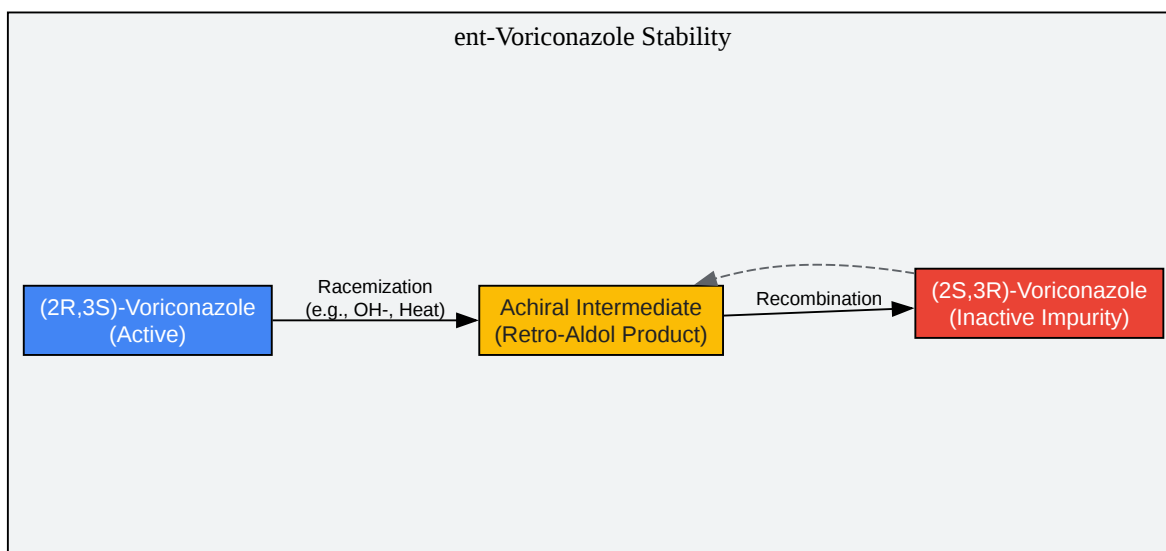 ent-Voriconazole Stability
(2R,3S)-Voriconazole
(Active)
Racemization
(e.g., OH-, Heat)
Achiral Intermediate
(Retro-Aldol Product)
Recombination
(2S,3R)-Voriconazole
(Inactive Impurity)